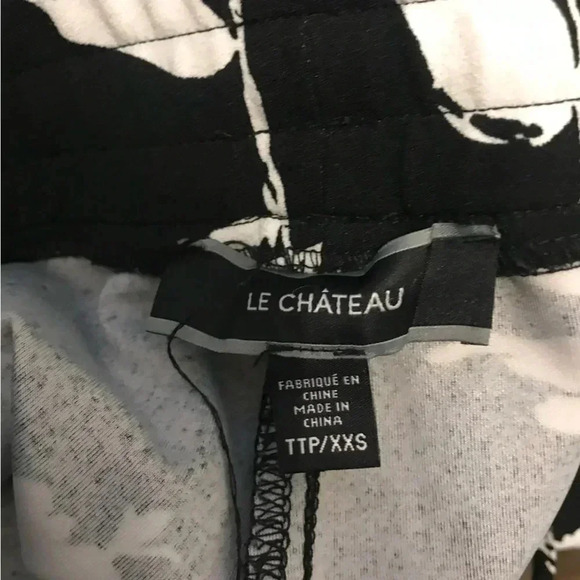 LE CHÂTEAU
FABRIQUÉ EN
CHINE
MADE IN
CHINA
TTP/XXS